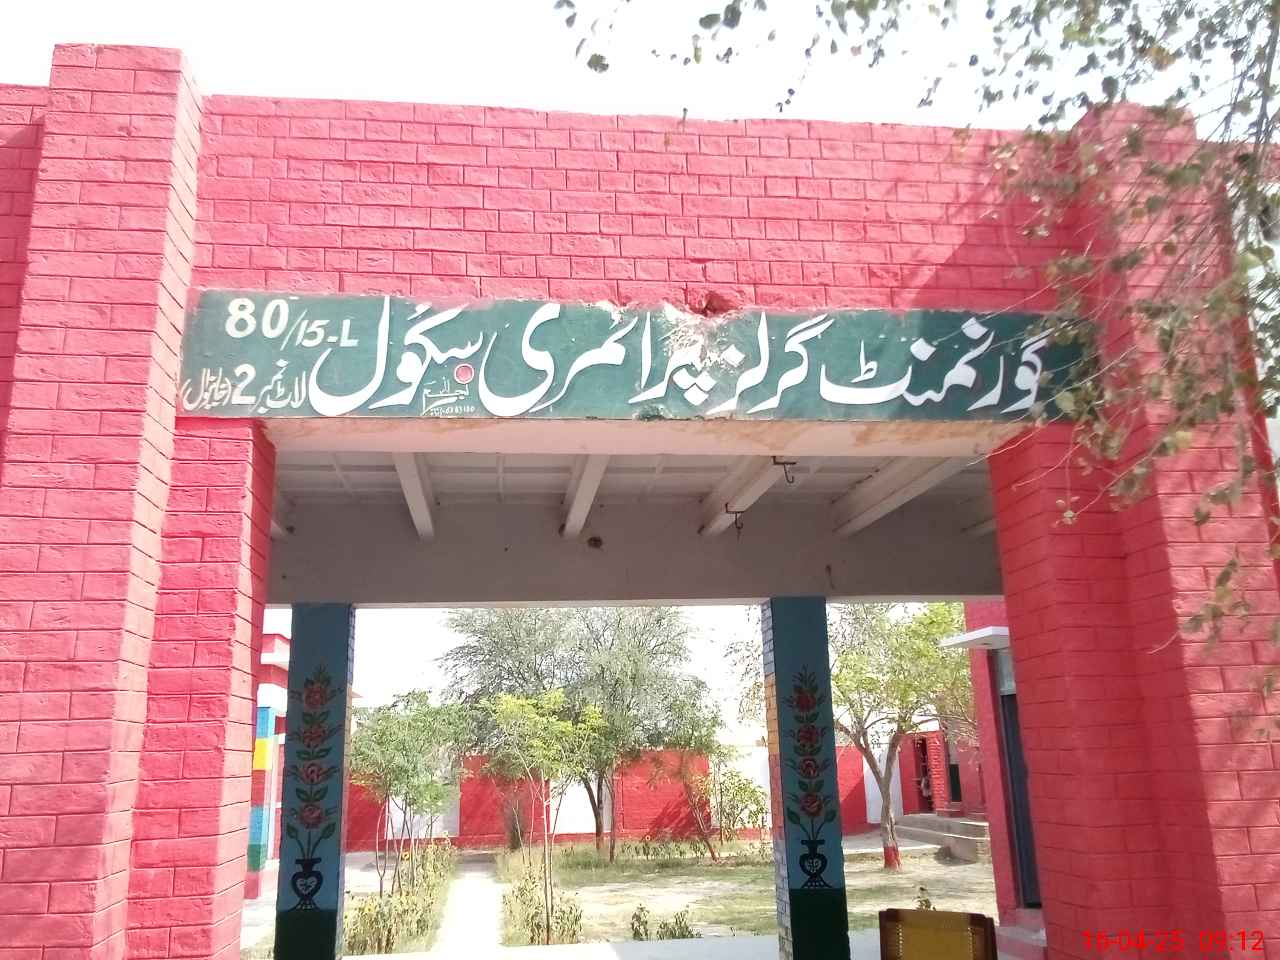 گورنمنٹ گرلز پرائمری سکول
80/15-L
لاٹ نمبر 2
16-04-25 09:12